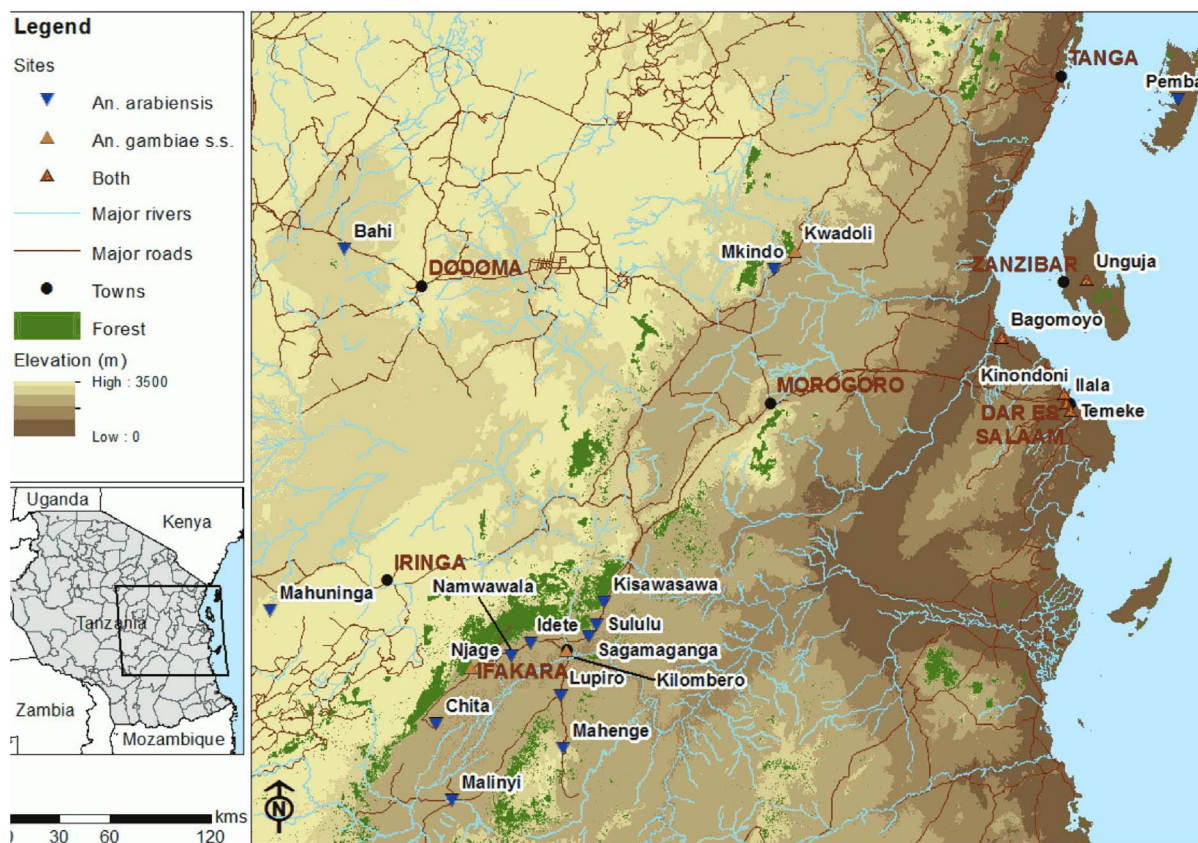 Legend
Sites
An. arabiensis
An. gambiae s.s.
Both
Major rivers
Major roads
Towns
Forest
Elevation (m)
High : 3500
Low : 0
Uganda
Kenya
Tanzania
Zambia
Mozambique
0 30 60 120 kms
N
TANGA
Pemba
Bahi
DODOMA
Mkindo
Kwadoli
ZANZIBAR
Unguja
Bagomoyo
MOROGORO
Kinondoni
Ilala
DAR ES
SALAAM
Temeke
IRINGA
Mahuninga
Namwawala
Kisawasawa
Idete
Sululu
Njage
IFAKARA
Sagamaganga
Lupiro
Kilombero
Chita
Mahenge
Malinyi